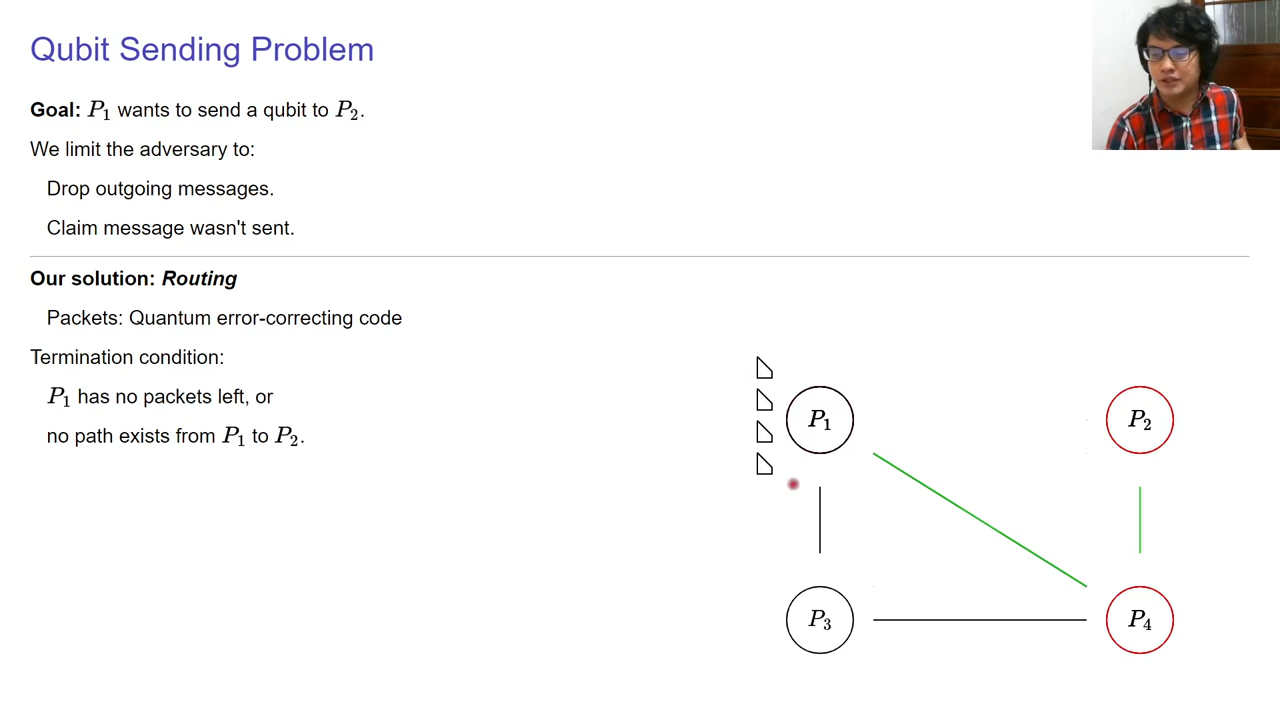 Qubit Sending Problem
Goal: P₁ wants to send a qubit to P₂.
We limit the adversary to:
Drop outgoing messages.
Claim message wasn't sent.
Our solution: Routing
Packets: Quantum error-correcting code
Termination condition:
P₁ has no packets left, or
no path exists from P₁ to P₂.
P₁
P₂
P₃
P₄